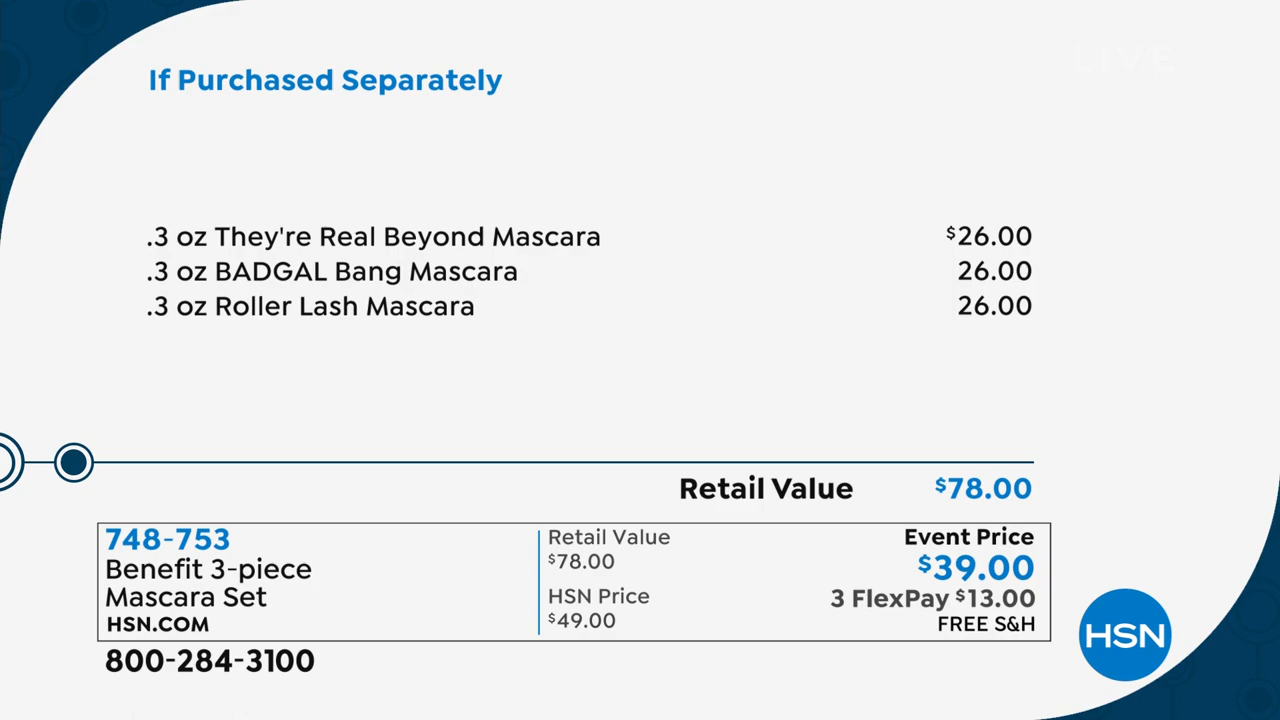 LIVE
If Purchased Separately
.3 oz They're Real Beyond Mascara $26.00
.3 oz BADGAL Bang Mascara 26.00
.3 oz Roller Lash Mascara 26.00
Retail Value $78.00
748-753
Benefit 3-piece
Mascara Set
HSN.COM
Retail Value
$78.00
HSN Price
$49.00
Event Price
$39.00
3 FlexPay $13.00
FREE S&H
HSN
800-284-3100